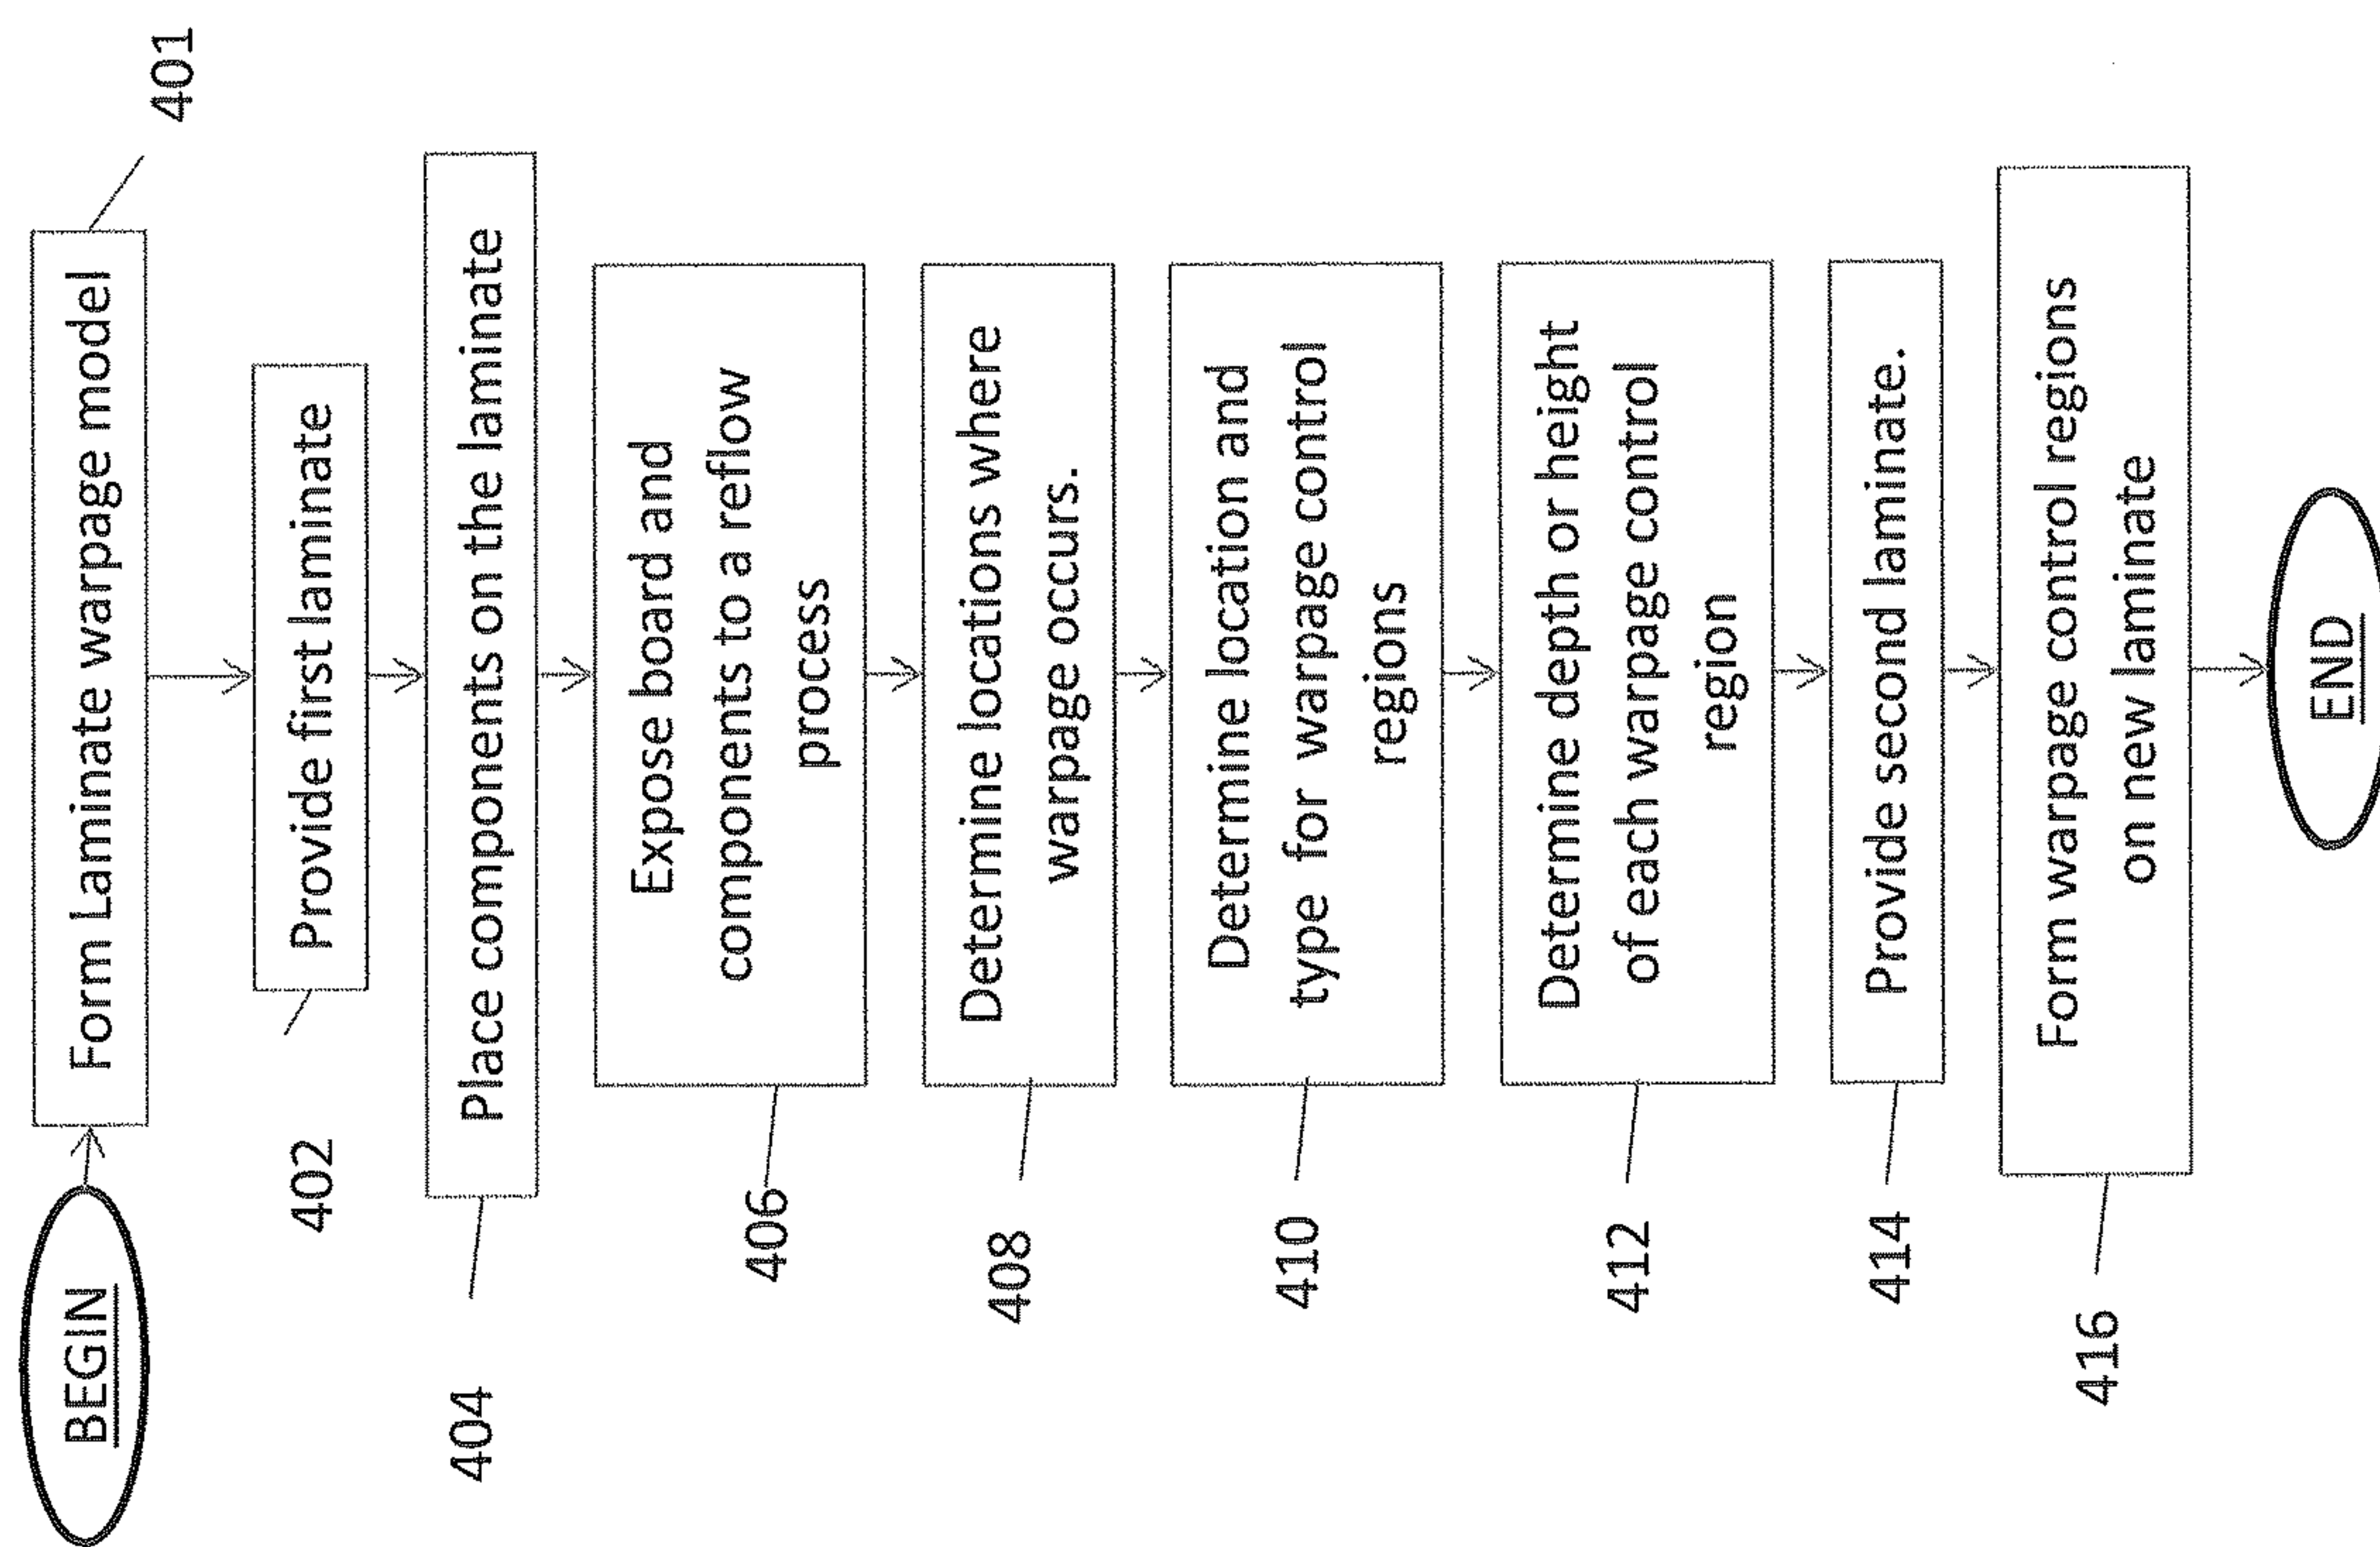 BEGIN
Form Laminate warpage model
401
402
Provide first laminate
404
Place components on the laminate
406
Expose board and
components to a reflow
process
408
Determine locations where
warpage occurs.
410
Determine location and
type for warpage control
regions
412
Determine depth or height
of each warpage control
region
414
Provide second laminate.
416
Form warpage control regions
on new laminate
END